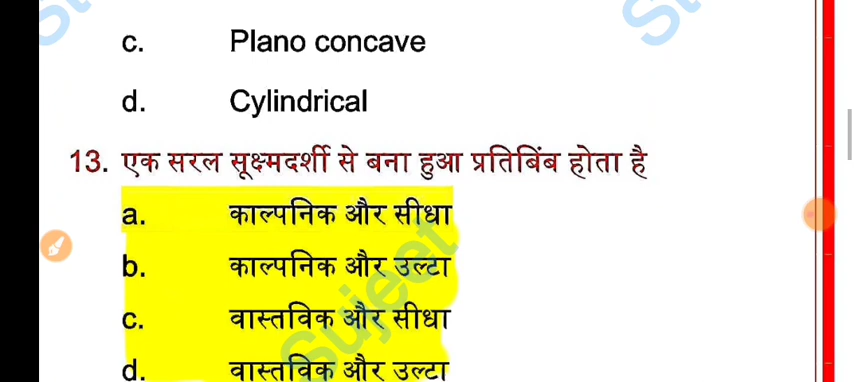 c. Plano concave
d. Cylindrical
13. एक सरल सूक्ष्मदर्शी से बना हुआ प्रतिबिंब होता है
a. काल्पनिक और सीधा
b. काल्पनिक और उल्टा
c. वास्तविक और सीधा
d. वास्तविक और उल्टा
Sujeet